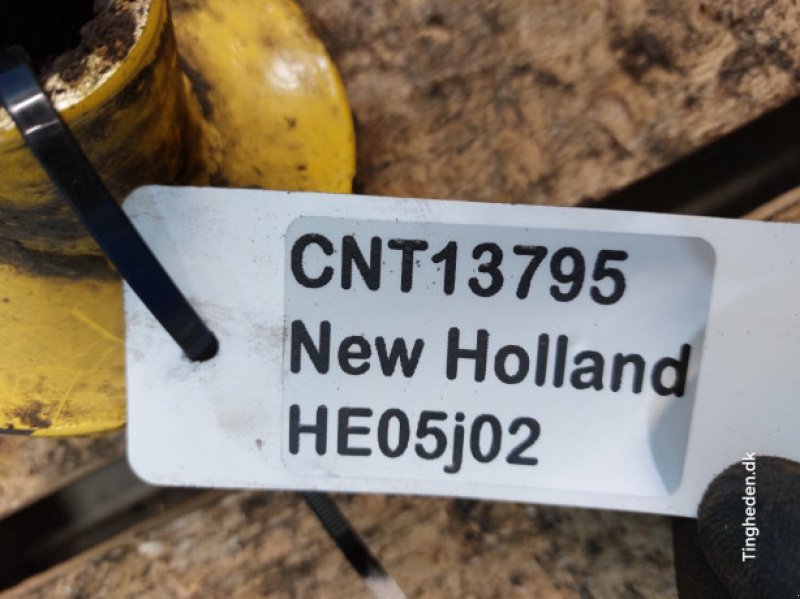 CNT13795
New Holland
HE05j02
Tingheden.dk